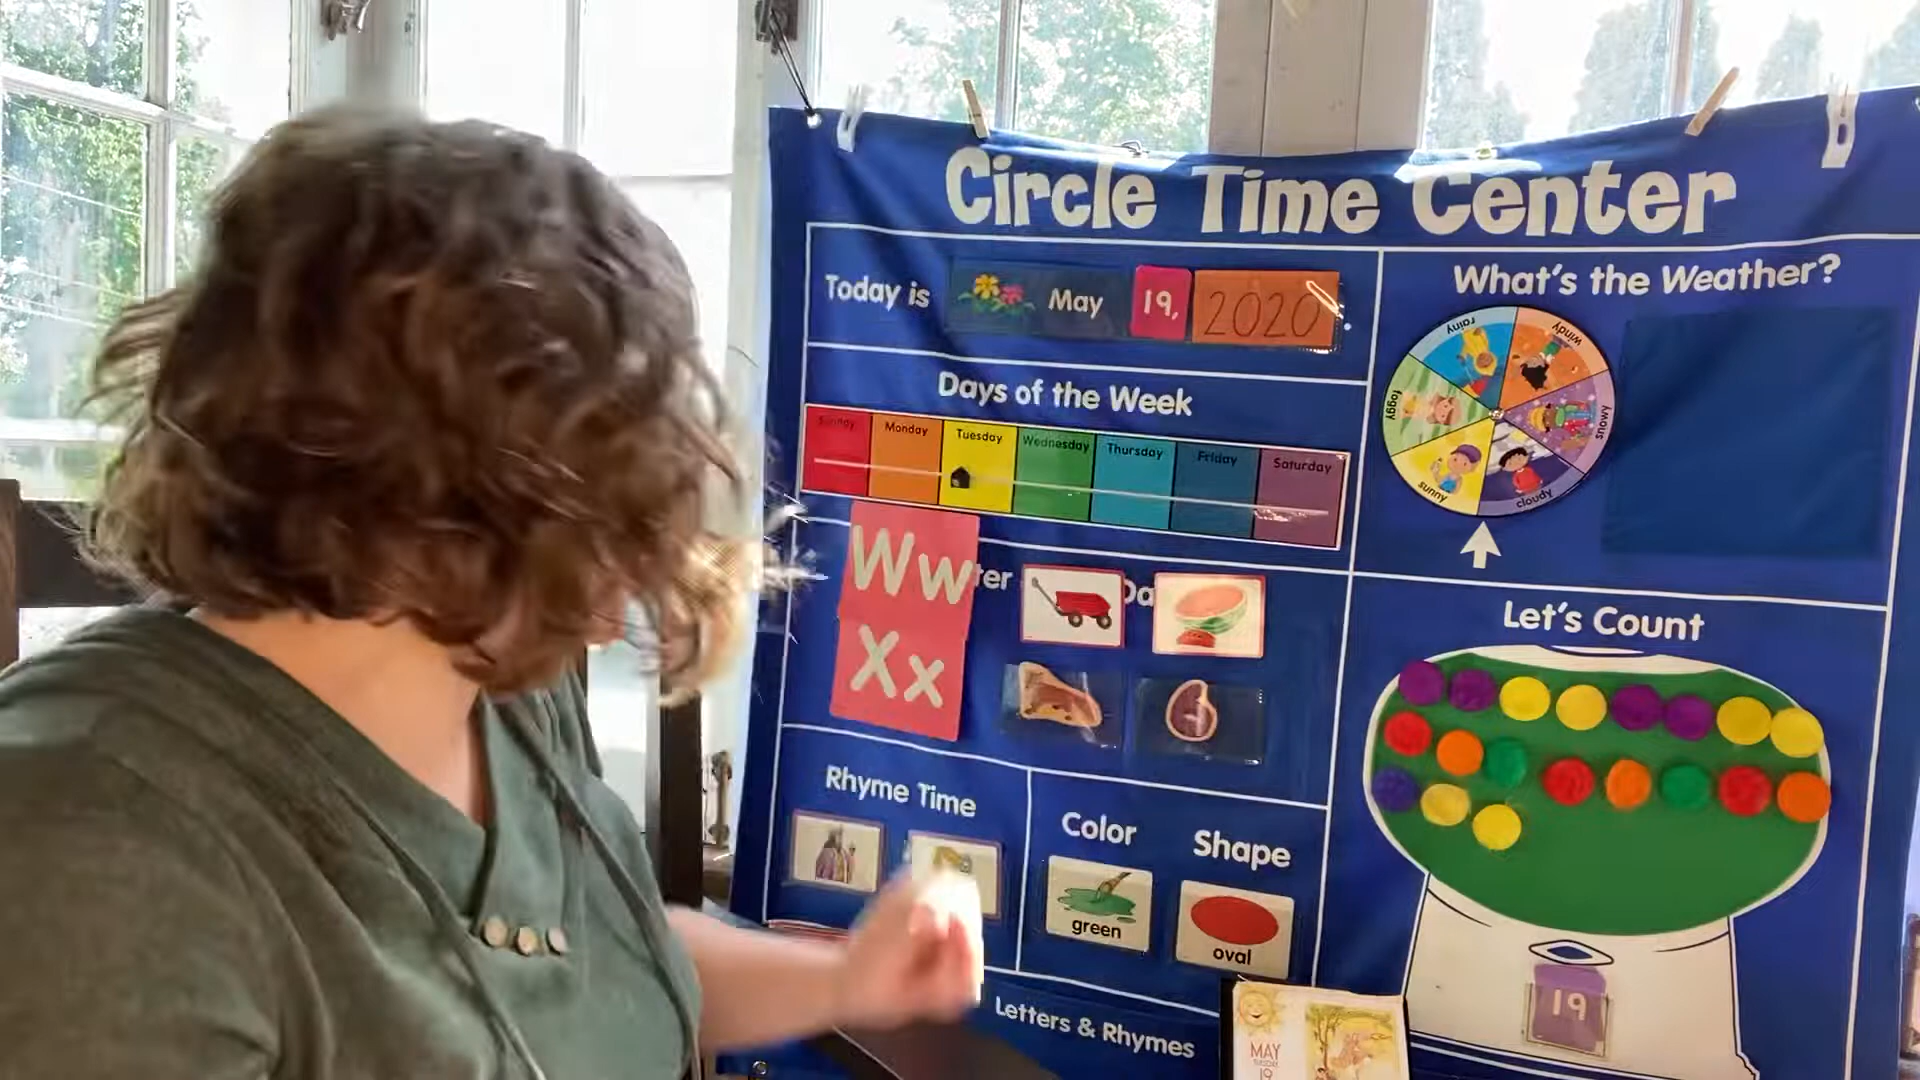 Circle Time Center
Today is May 19, 2020
What's the Weather?
rainy
windy
snowy
cloudy
sunny
foggy
Days of the Week
Sunday Monday Tuesday Wednesday Thursday Friday Saturday
Ww
Xx
Let's Count
Rhyme Time
Color
green
Shape
oval
19
Letters & Rhymes
MAY
TUESDAY
19